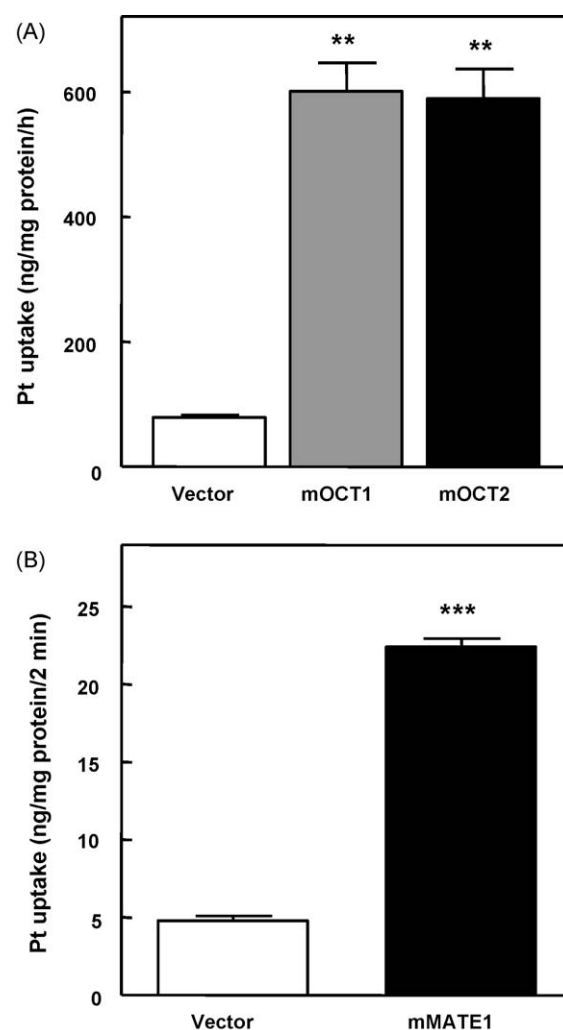 (A)
**
**
600
400
200
0
Pt uptake (ng/mg protein/h)
Vector
mOCT1
mOCT2
(B)
***
25
20
15
10
5
0
Pt uptake (ng/mg protein/2 min)
Vector
mMATE1